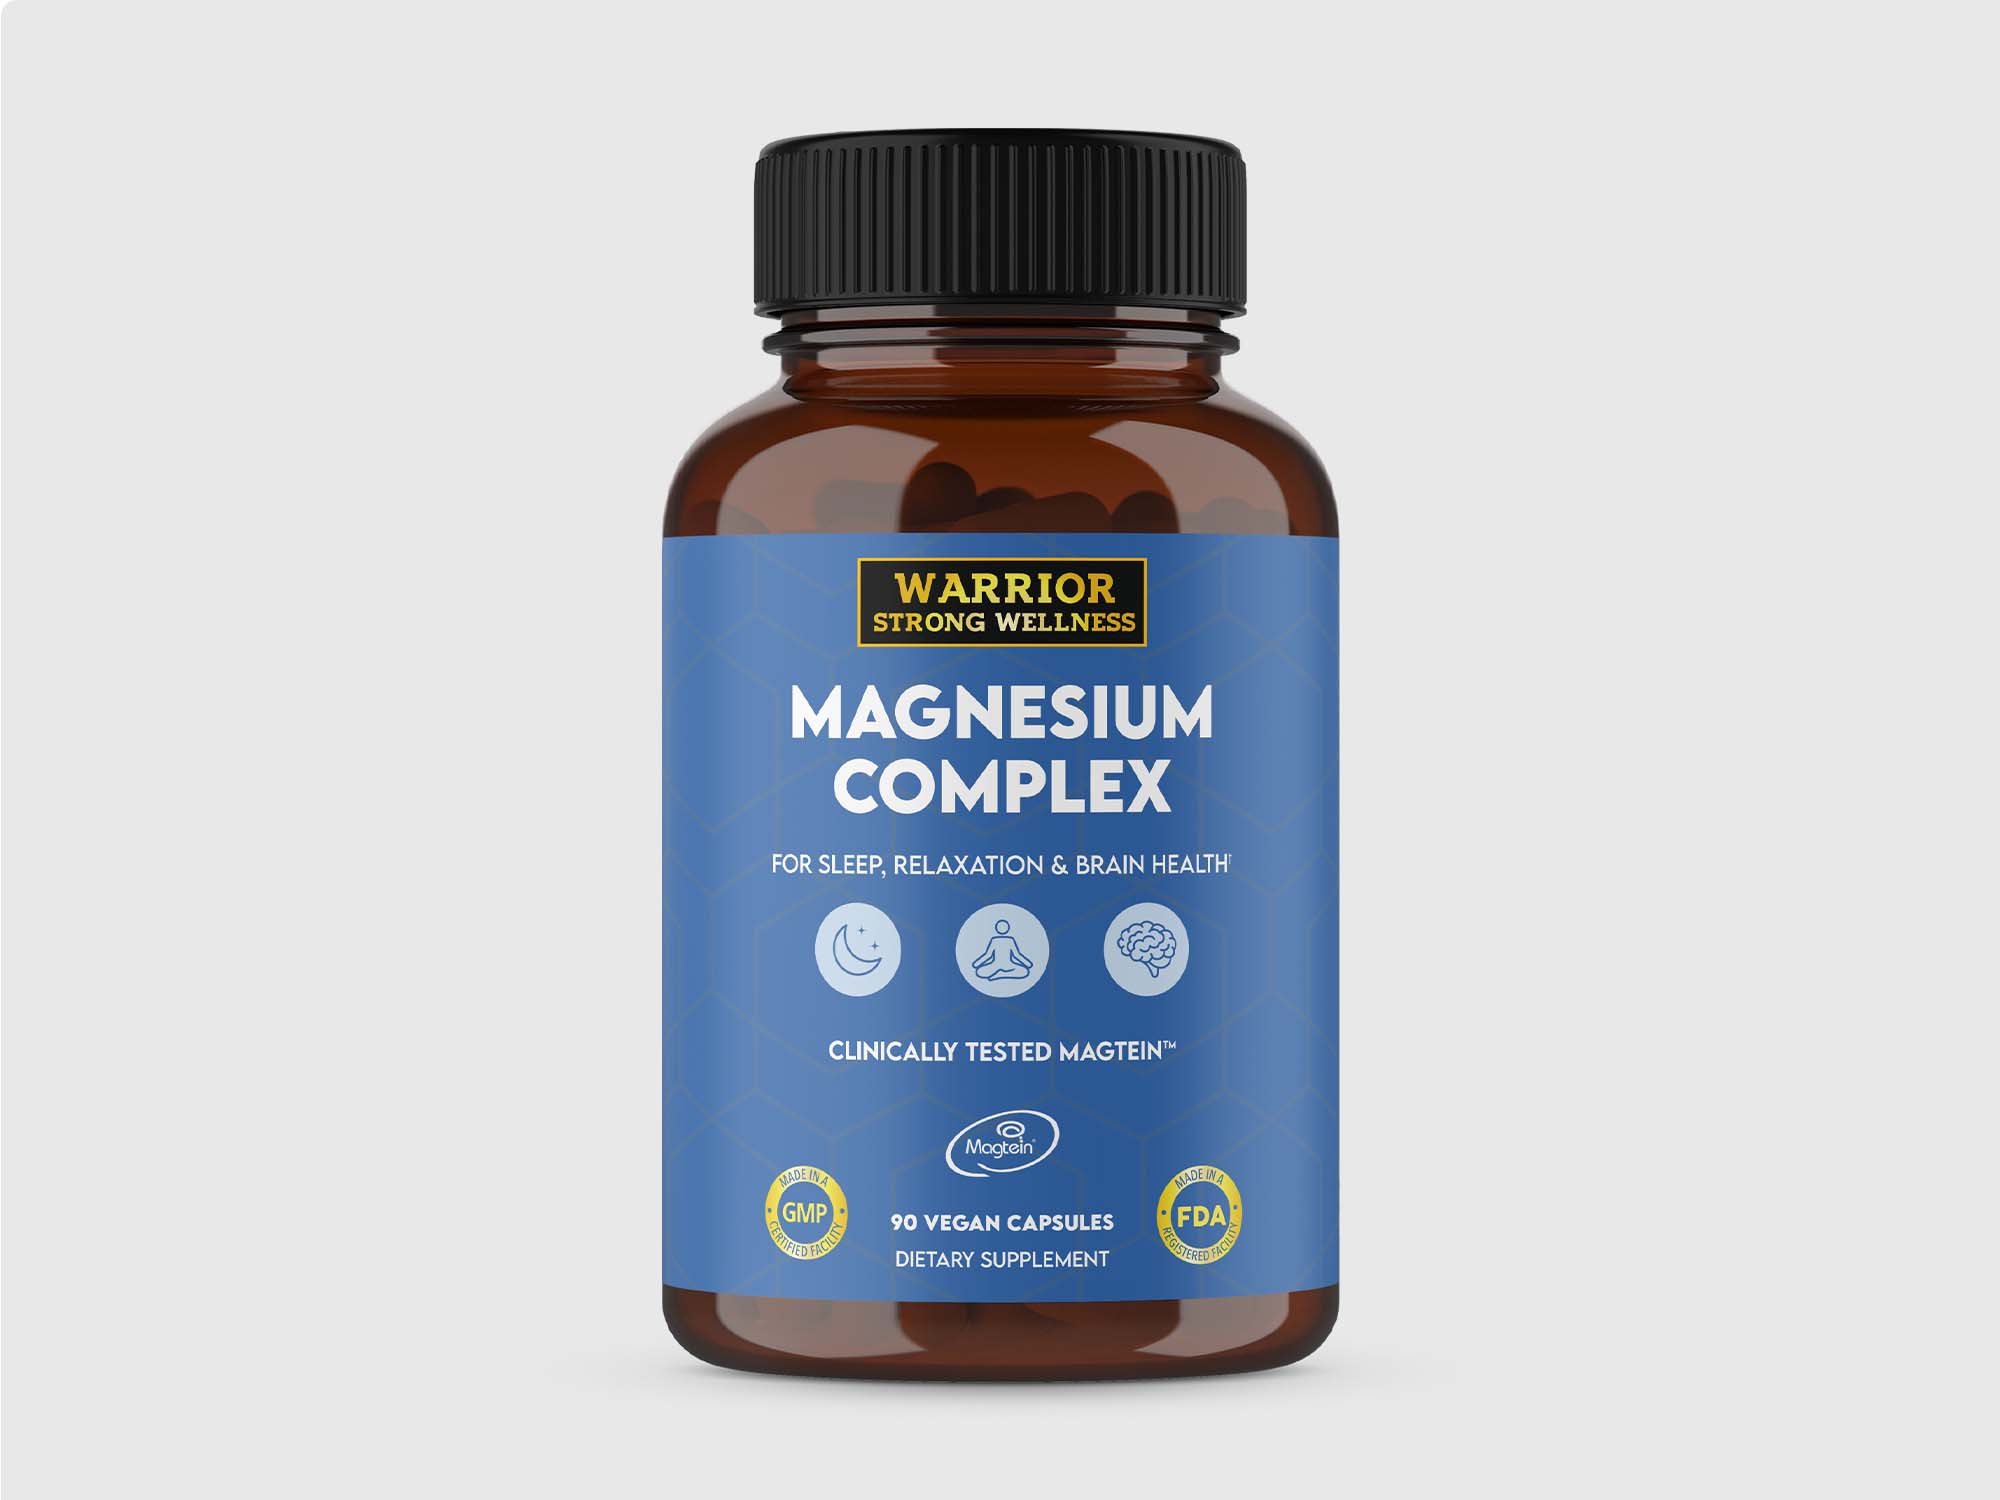 WARRIOR
STRONG WELLNESS
MAGNESIUM
COMPLEX
FOR SLEEP, RELAXATION & BRAIN HEALTH†
CLINICALLY TESTED MAGTEIN™
Magtein®
MADE IN A
GMP
CERTIFIED FACILITY
90 VEGAN CAPSULES
DIETARY SUPPLEMENT
MADE IN A
FDA
REGISTERED FACILITY